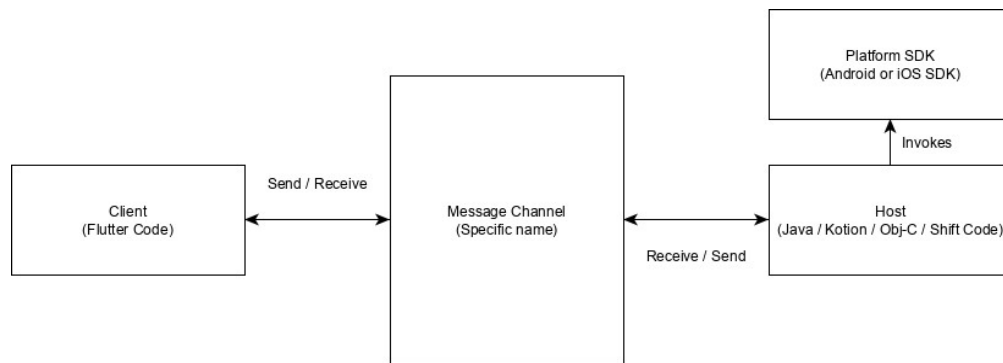 Platform SDK
(Android or iOS SDK)
Invokes
Send / Receive
Client
(Flutter Code)
Message Channel
(Specific name)
Host
(Java / Kotion / Obj-C / Shift Code)
Receive / Send